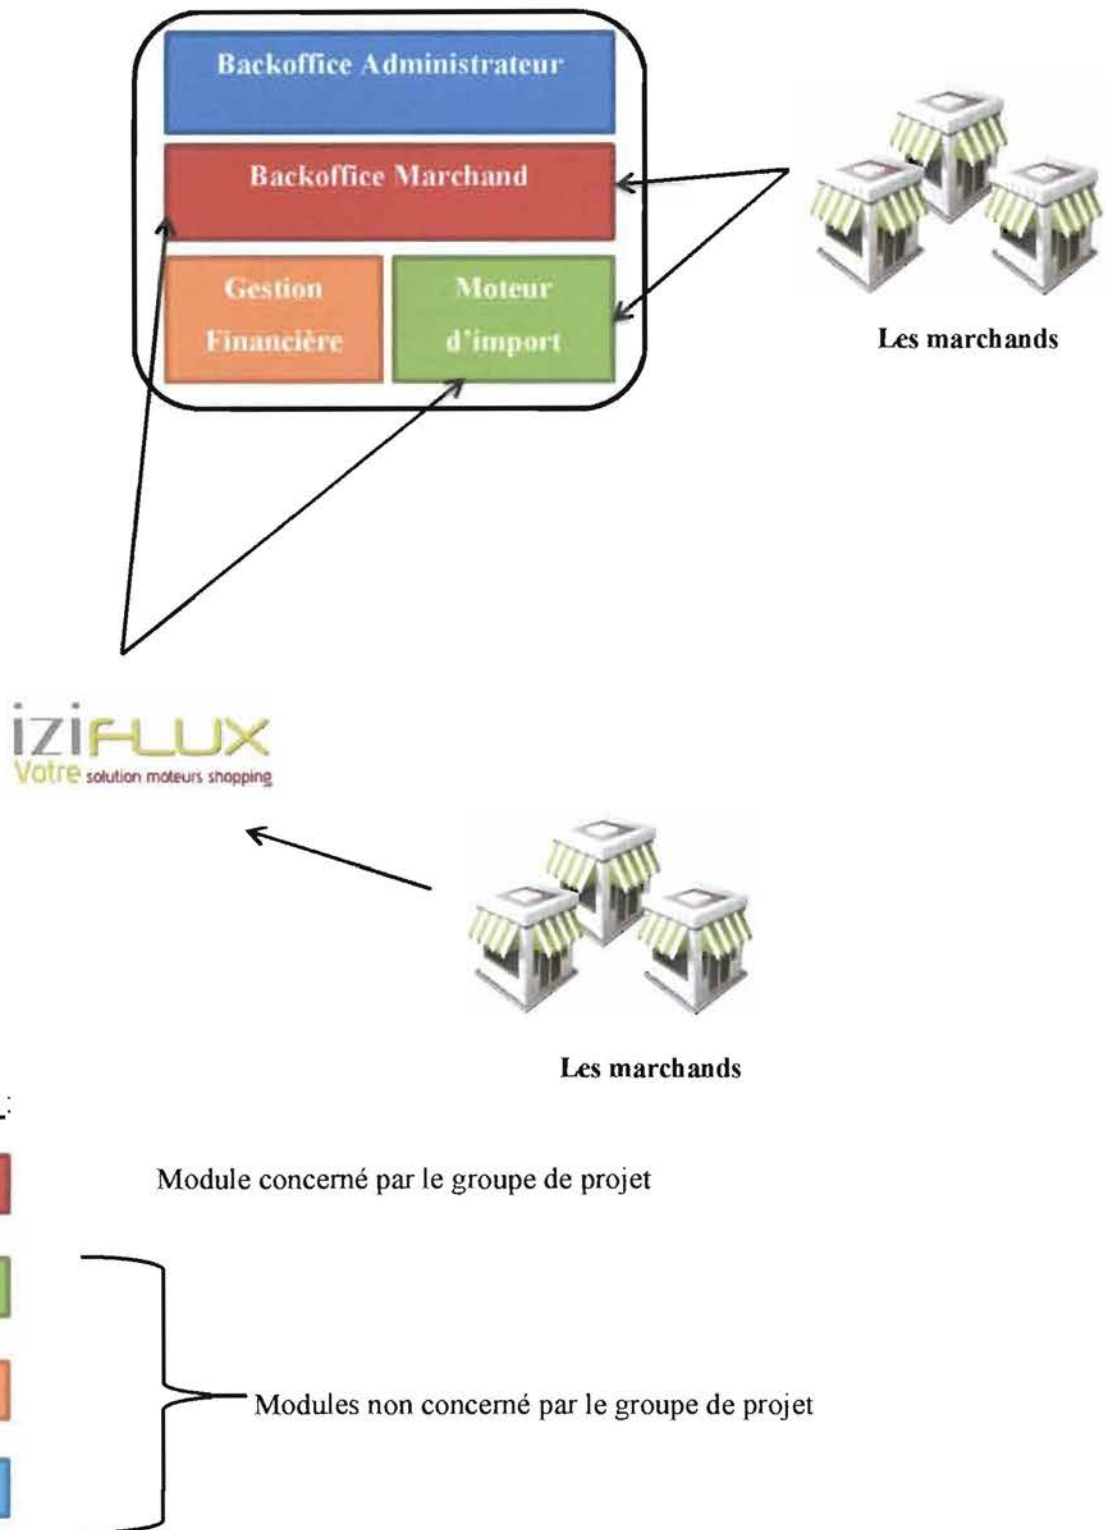 Backoffice Administrateur
Backoffice Marchand
Gestion
Financière
Moteur
d'import
Les marchands
iziFLUX
Votre solution moteurs shopping
Les marchands
:
Module concerné par le groupe de projet
Modules non concerné par le groupe de projet